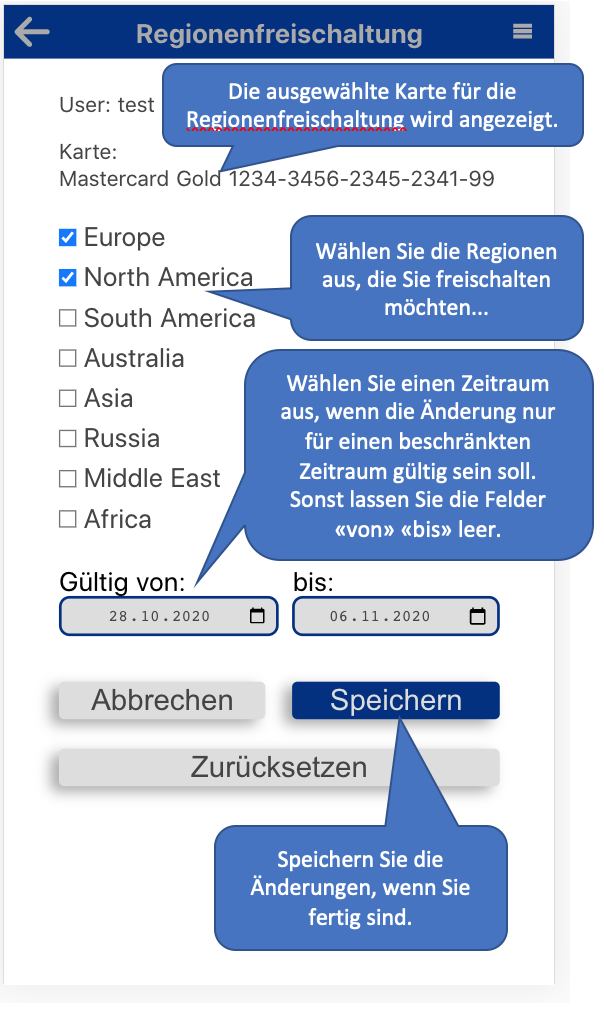 Regionenfreischaltung
User: test
Die ausgewählte Karte für die
Regionenfreischaltung wird angezeigt.
Karte:
Mastercard Gold 1234-3456-2345-2341-99
Europe
North America
South America
Australia
Asia
Russia
Middle East
Africa
Wählen Sie die Regionen
aus, die Sie freischalten
möchten...
Wählen Sie einen Zeitraum
aus, wenn die Änderung nur
für einen beschränkten
Zeitraum gültig sein soll.
Sonst lassen Sie die Felder
«von» «bis» leer.
Gültig von: bis:
28.10.2020 06.11.2020
Abbrechen Speichern
Zurücksetzen
Speichern Sie die
Änderungen, wenn Sie
fertig sind.